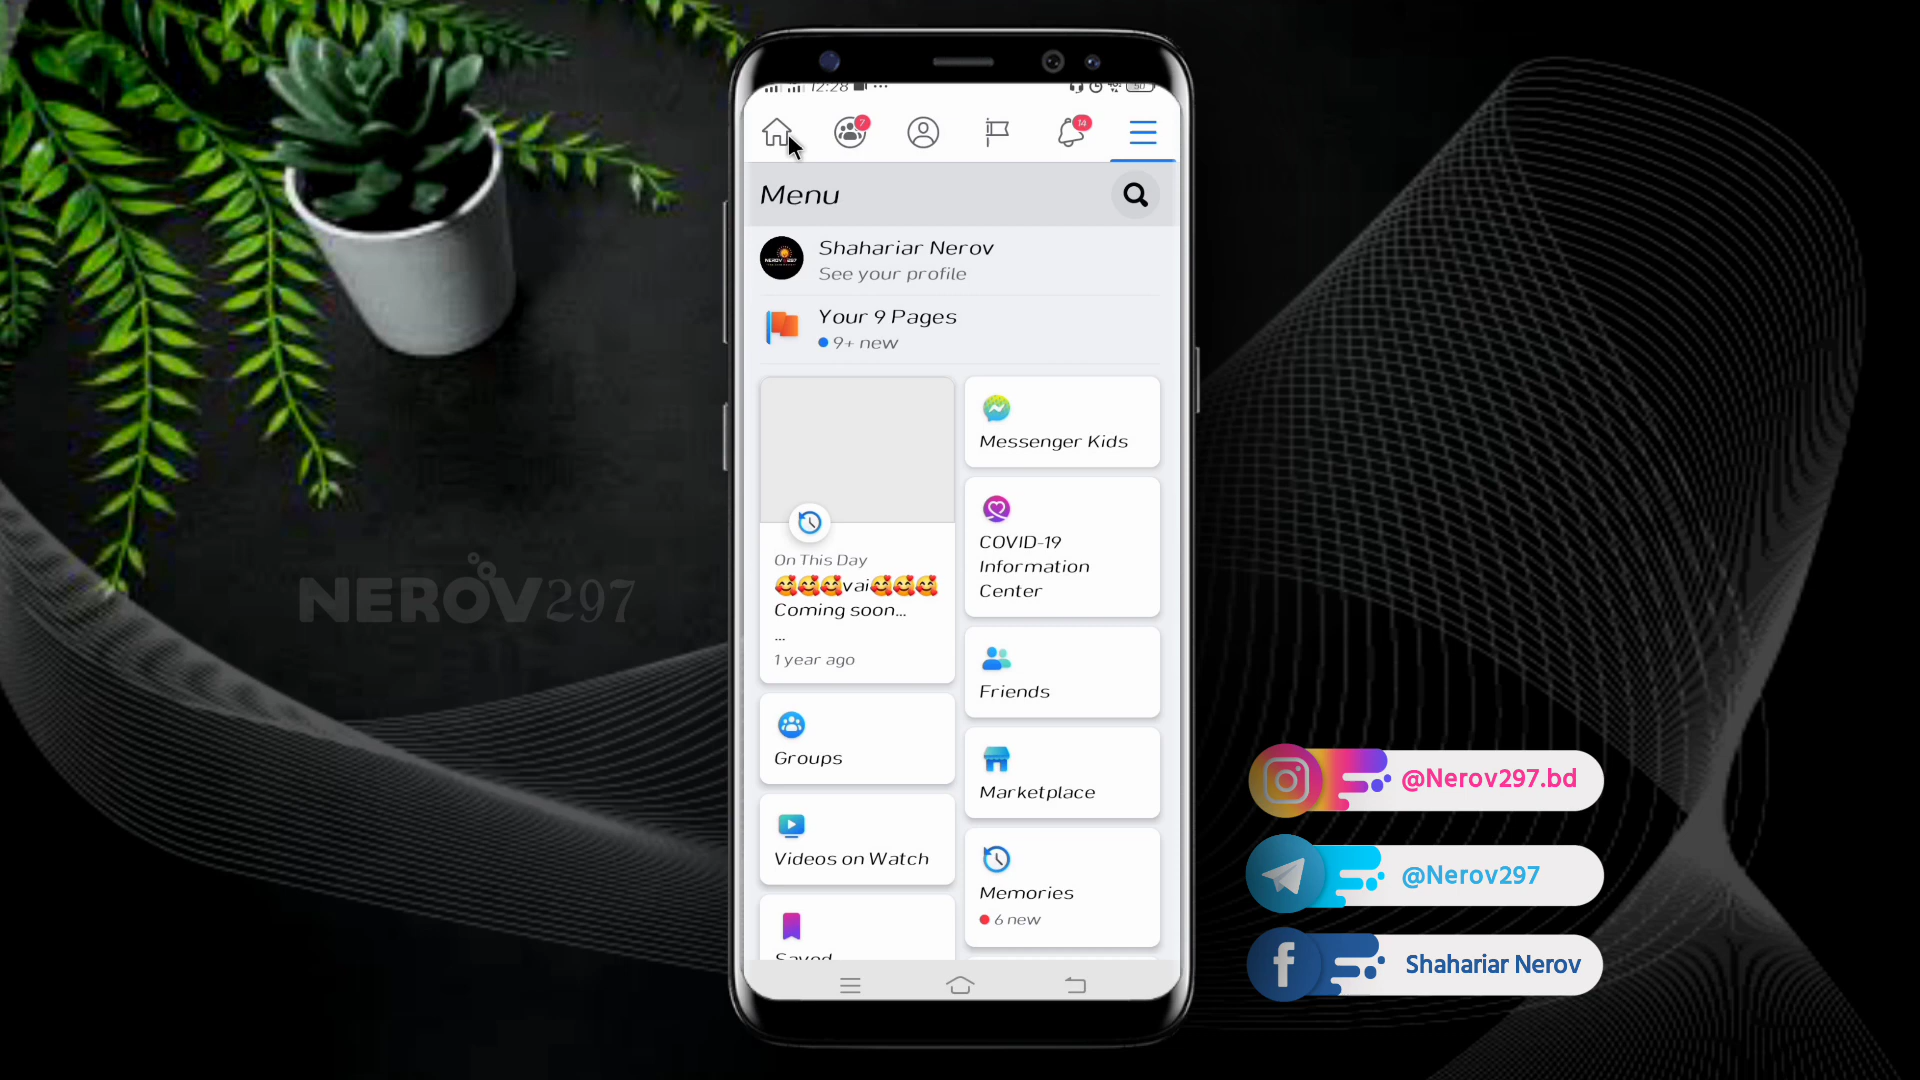 12:28
7
14
Menu
Shahariar Nerov
See your profile
Your 9 Pages
9+ new
On This Day
🥰🥰🥰vai🥰🥰🥰
Coming soon...
...
1 year ago
Groups
Videos on Watch
Saved
Messenger Kids
COVID-19
Information
Center
Friends
Marketplace
Memories
6 new
NEROV297
@Nerov297.bd
@Nerov297
Shahariar Nerov